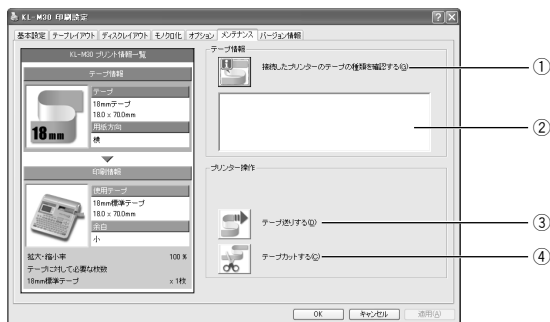 KL-M30 印刷設定
基本設定 テープレイアウト ディスクレイアウト モノクロ化 オプション メンテナンス バージョン情報
KL-M30 プリント情報一覧
テープ情報
テープ
18mmテープ
18.0 x 70.0mm
用紙方向
横
18mm
印刷情報
使用テープ
18mm標準テープ
18.0 x 70.0mm
余白
小
拡大・縮小率 100 %
テープに対して必要な枚数
18mm標準テープ x 1枚
テープ情報
接続したプリンターのテープの種類を確認する(G)
①
②
プリンター操作
テープ送りする(D)
③
テープカットする(C)
④
OK キャンセル 適用(A)